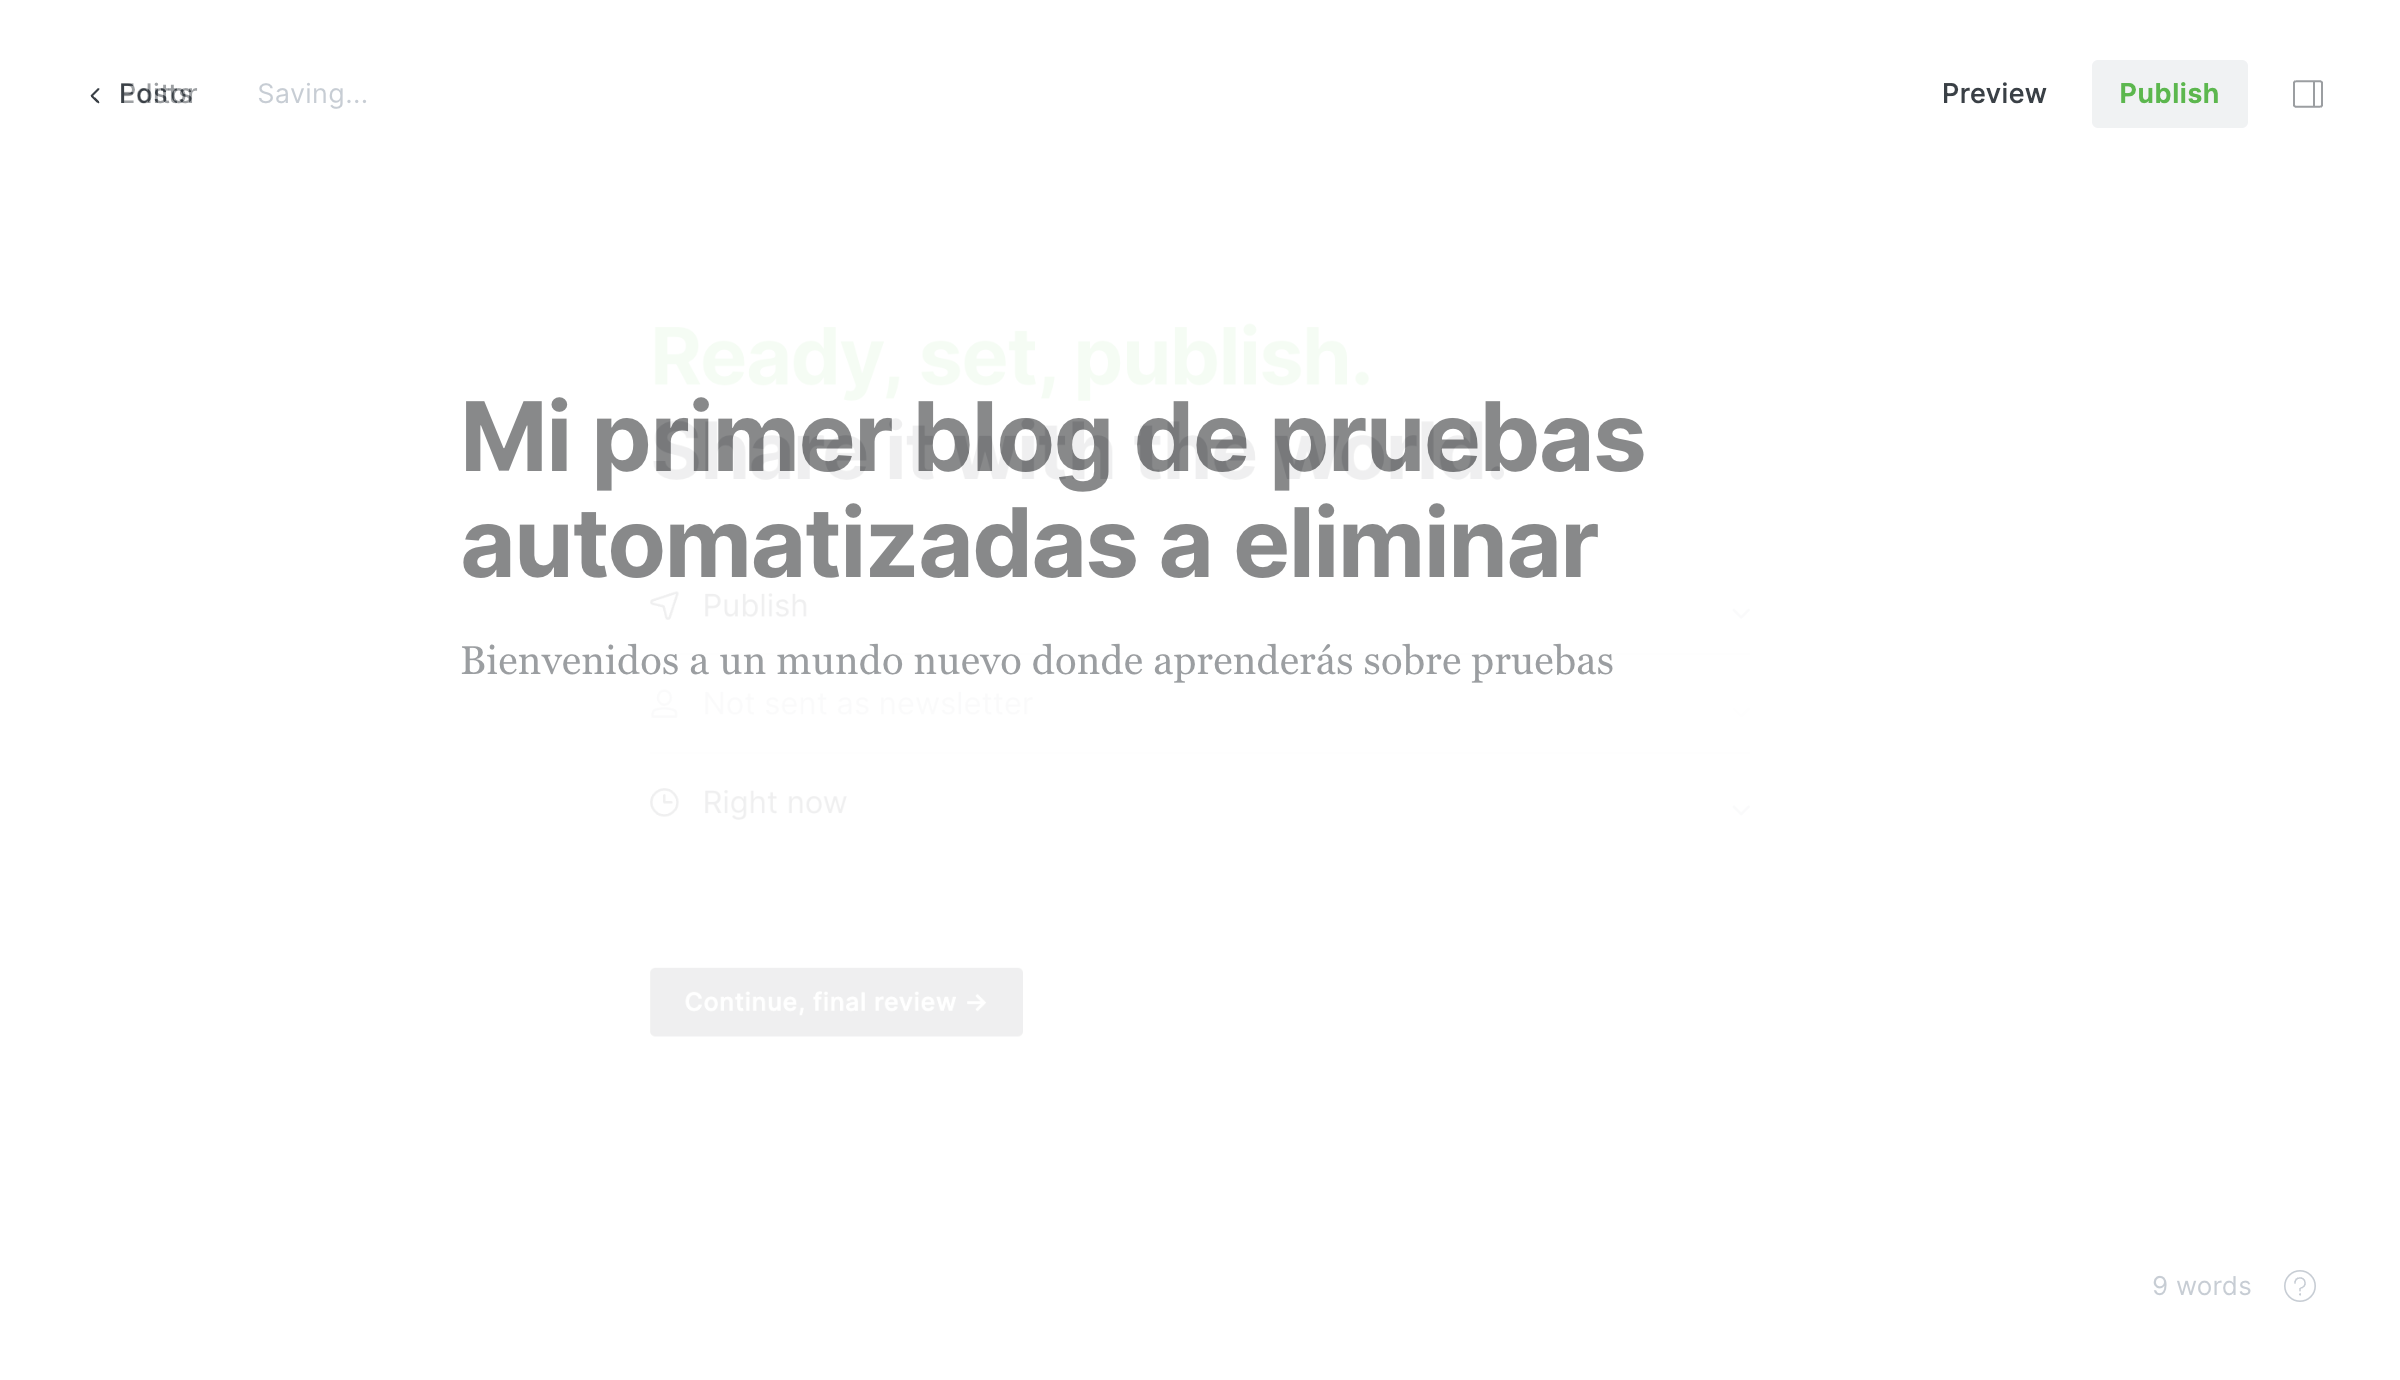 Posts
Editor
Saving...
Preview
Publish
Ready, set, publish.
Share it with the world.
Mi primer blog de pruebas
automatizadas a eliminar
Publish
Bienvenidos a un mundo nuevo donde aprenderás sobre pruebas
Not sent as newsletter
Right now
Continue, final review →
9 words
?